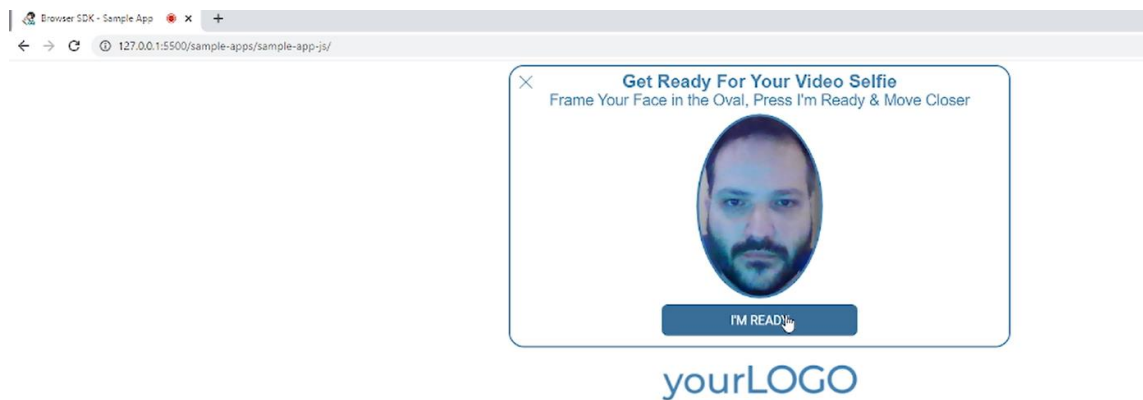 Browser SDK - Sample App
127.0.0.1:5500/sample-apps/sample-app-js/
Get Ready For Your Video Selfie
Frame Your Face in the Oval, Press I'm Ready & Move Closer
I'M READY
yourLOGO